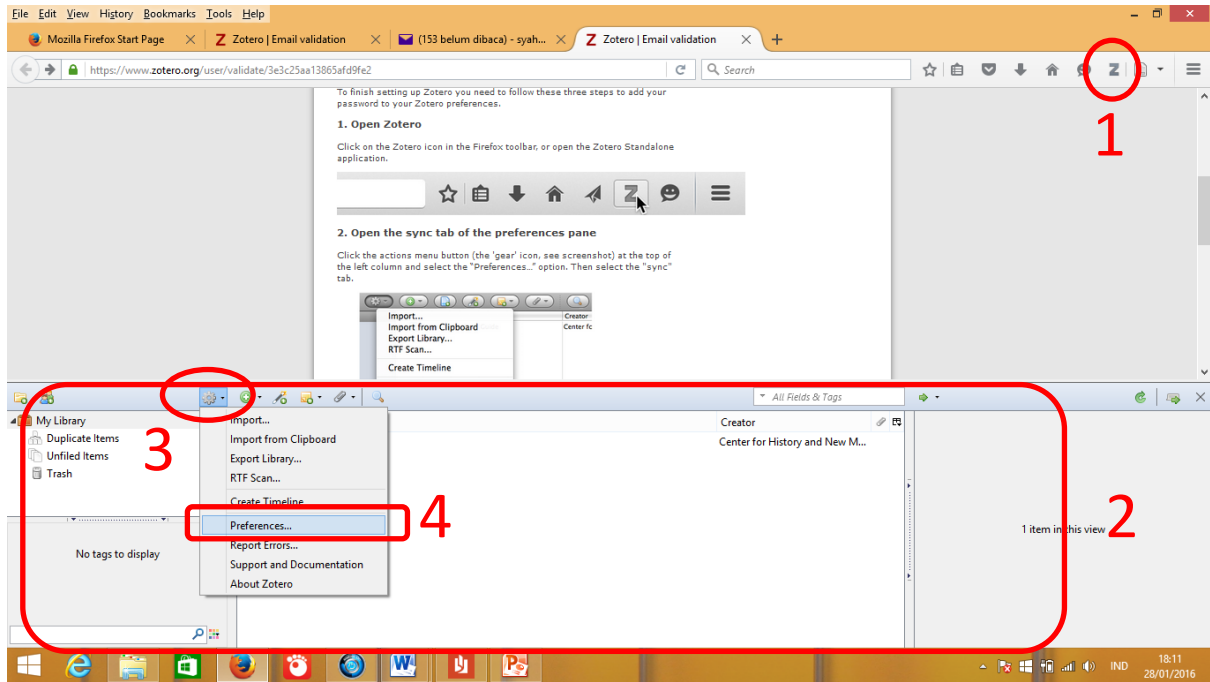 File Edit View History Bookmarks Tools Help
Mozilla Firefox Start Page
Z Zotero | Email validation
(153 belum dibaca) - syah...
Z Zotero | Email validation
https://www.zotero.org/user/validate/3e3c25aa13865afd9fe2
Search
Z
1
To finish setting up Zotero you need to follow these three steps to add your
password to your Zotero preferences.
1. Open Zotero
Click on the Zotero icon in the Firefox toolbar, or open the Zotero Standalone
application.
Z
2. Open the sync tab of the preferences pane
Click the actions menu button (the 'gear' icon, see screenshot) at the top of
the left column and select the "Preferences..." option. Then select the "sync"
tab.
Import...
Import from Clipboard
Export Library...
RTF Scan...
Create Timeline
Creator
Center fc
All Fields & Tags
My Library
Duplicate Items
Unfiled Items
Trash
3
No tags to display
Import...
Import from Clipboard
Export Library...
RTF Scan...
Create Timeline
Preferences...
Report Errors...
Support and Documentation
About Zotero
4
Creator
Center for History and New M...
2
1 item in this view
IND
18:11
28/01/2016